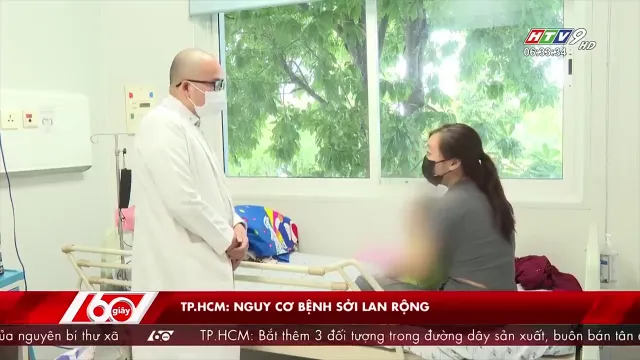 HTV9 HD
06:33:34
60 giây
TP.HCM: NGUY CƠ BỆNH SỞI LAN RỘNG
của nguyên bí thư xã
TP.HCM: Bắt thêm 3 đối tượng trong đường dây sản xuất, buôn bán tân